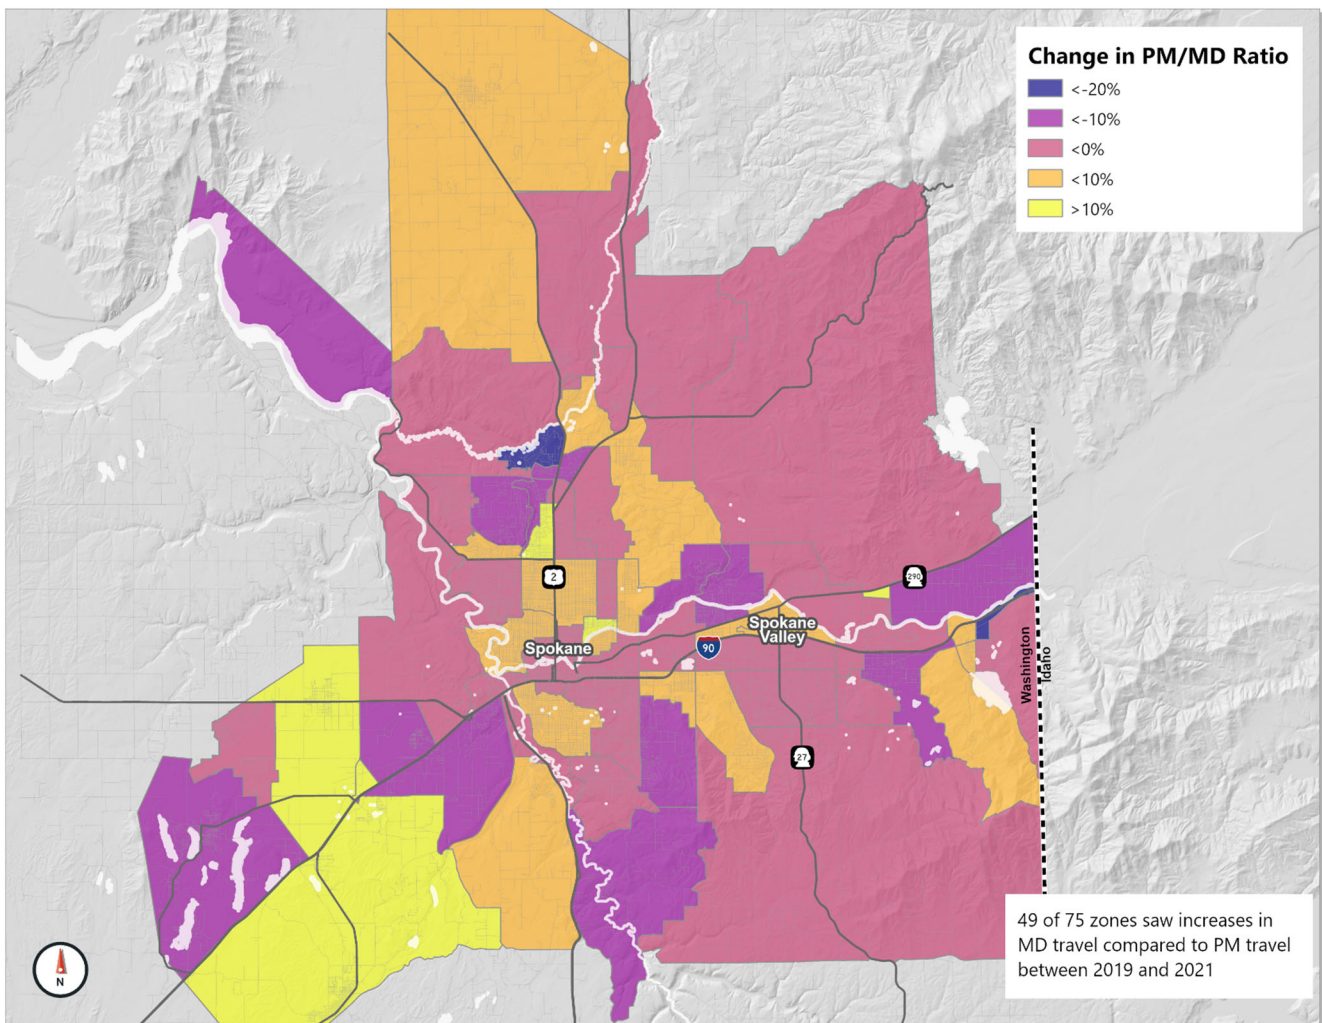 Change in PM/MD Ratio
<-20%
<-10%
<0%
<10%
>10%
2
290
Spokane
Spokane
Valley
90
27
Washington
Idaho
49 of 75 zones saw increases in
MD travel compared to PM travel
between 2019 and 2021
N